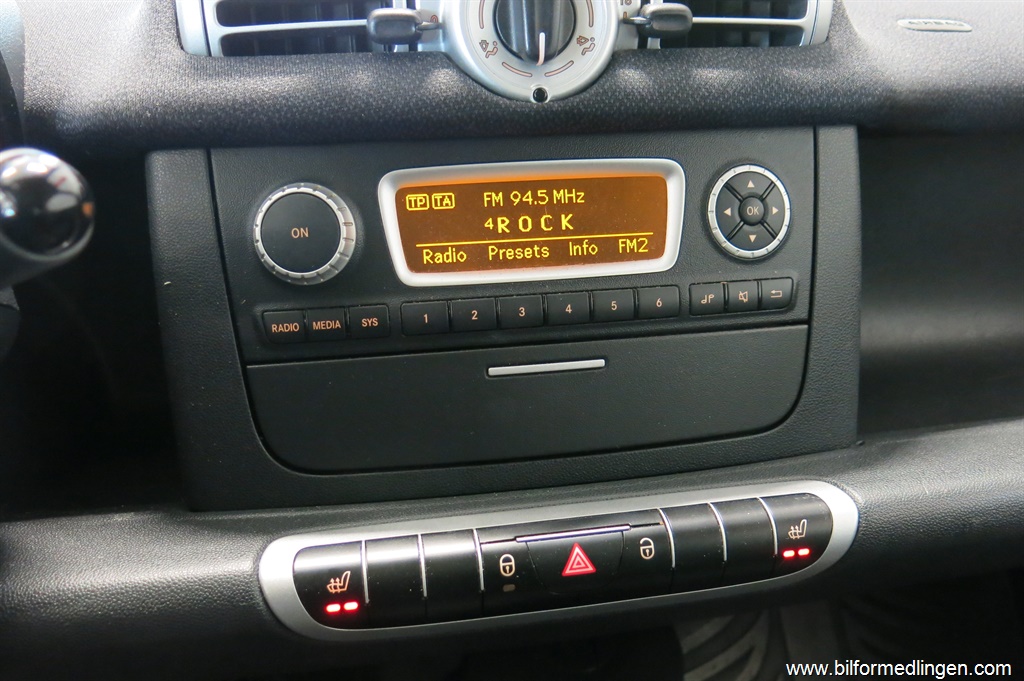 TP TA FM 94.5 MHz
4ROCK
Radio Presets Info FM2
ON
OK
RADIO MEDIA SYS 1 2 3 4 5 6
www.bilformedlingen.com